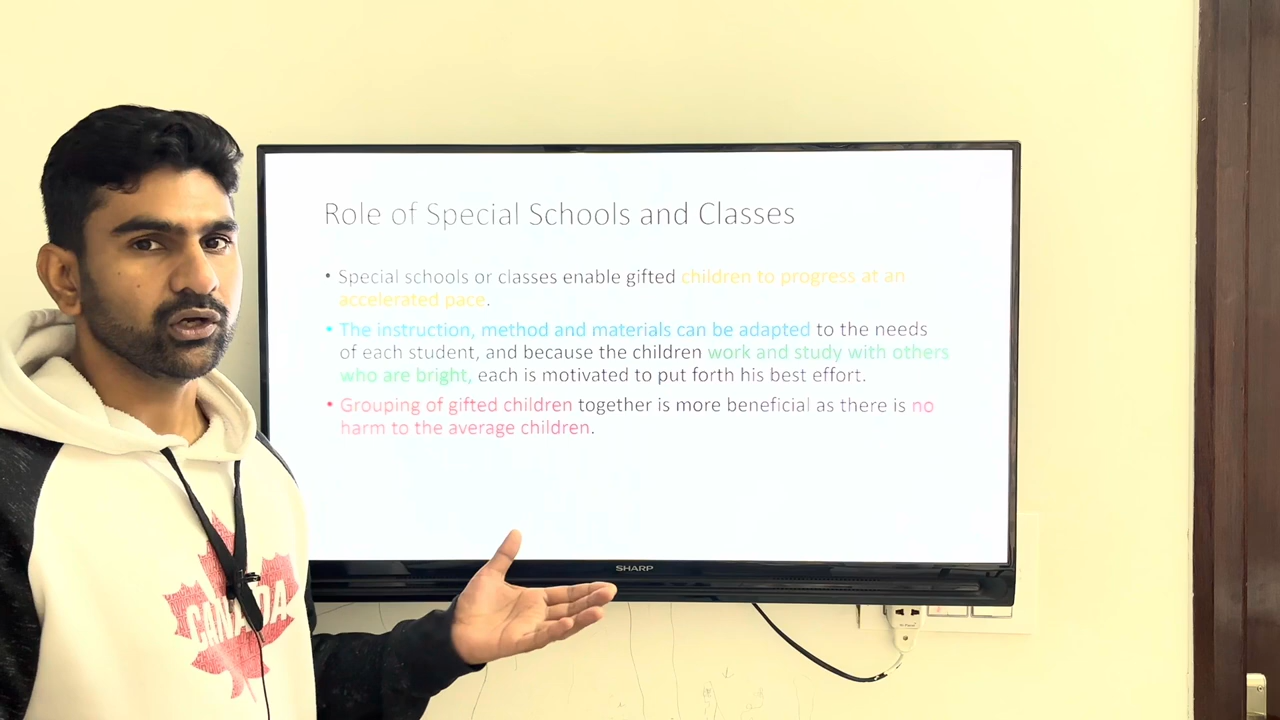 Role of Special Schools and Classes
• Special schools or classes enable gifted children to progress at an
accelerated pace.
• The instruction, method and materials can be adapted to the needs
of each student, and because the children work and study with others
who are bright, each is motivated to put forth his best effort.
• Grouping of gifted children together is more beneficial as there is no
harm to the average children.
SHARP
CANADA